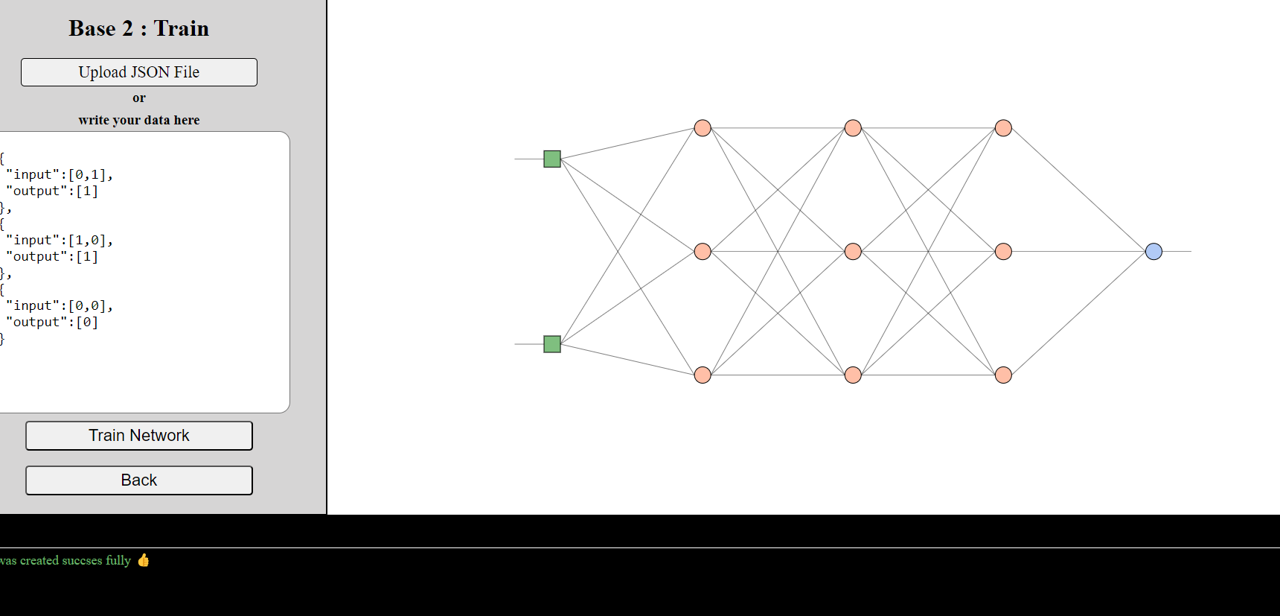 Base 2 : Train
Upload JSON File
or
write your data here
{
"input":[0,1],
"output":[1]
},
{
"input":[1,0],
"output":[1]
},
{
"input":[0,0],
"output":[0]
}
Train Network
Back
was created succses fully 👍